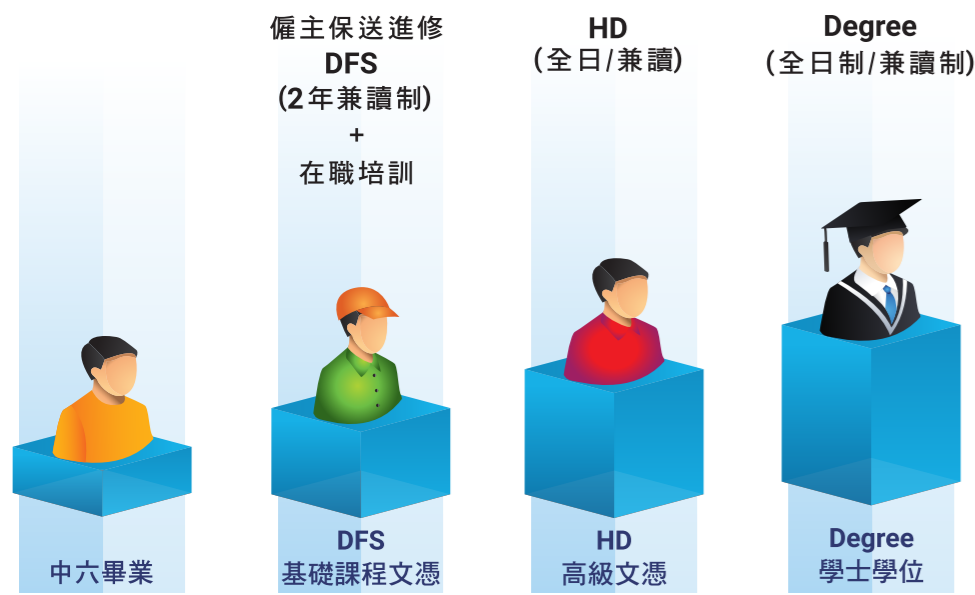 僱主保送進修
DFS
(2年兼讀制)
+
在職培訓
HD
(全日/兼讀)
Degree
(全日制/兼讀制)
中六畢業
DFS
基礎課程文憑
HD
高級文憑
Degree
學士學位